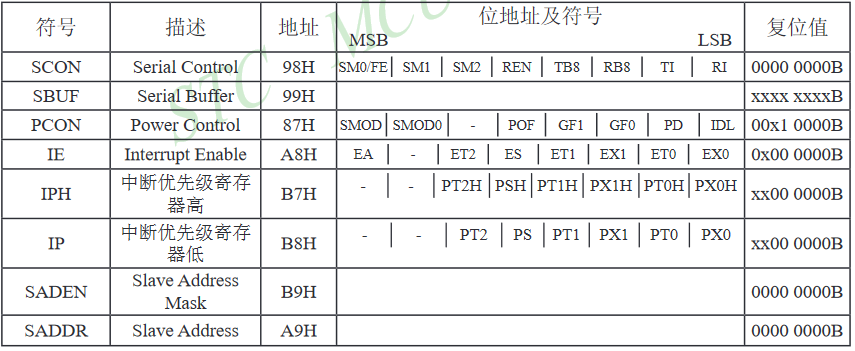 符号 描述 地址 位地址及符号 复位值
MSB LSB
SCON Serial Control 98H SM0/FE SM1 SM2 REN TB8 RB8 TI RI 0000 0000B
SBUF Serial Buffer 99H xxxx xxxxB
PCON Power Control 87H SMOD SMOD0 - POF GF1 GF0 PD IDL 00x1 0000B
IE Interrupt Enable A8H EA - ET2 ES ET1 EX1 ET0 EX0 0x00 0000B
IPH 中断优先级寄存 B7H - - PT2H PSH PT1H PX1H PT0H PX0H xx00 0000B
器高
IP 中断优先级寄存 B8H - - PT2 PS PT1 PX1 PT0 PX0 xx00 0000B
器低
SADEN Slave Address B9H 0000 0000B
Mask
SADDR Slave Address A9H 0000 0000B
STC MCU